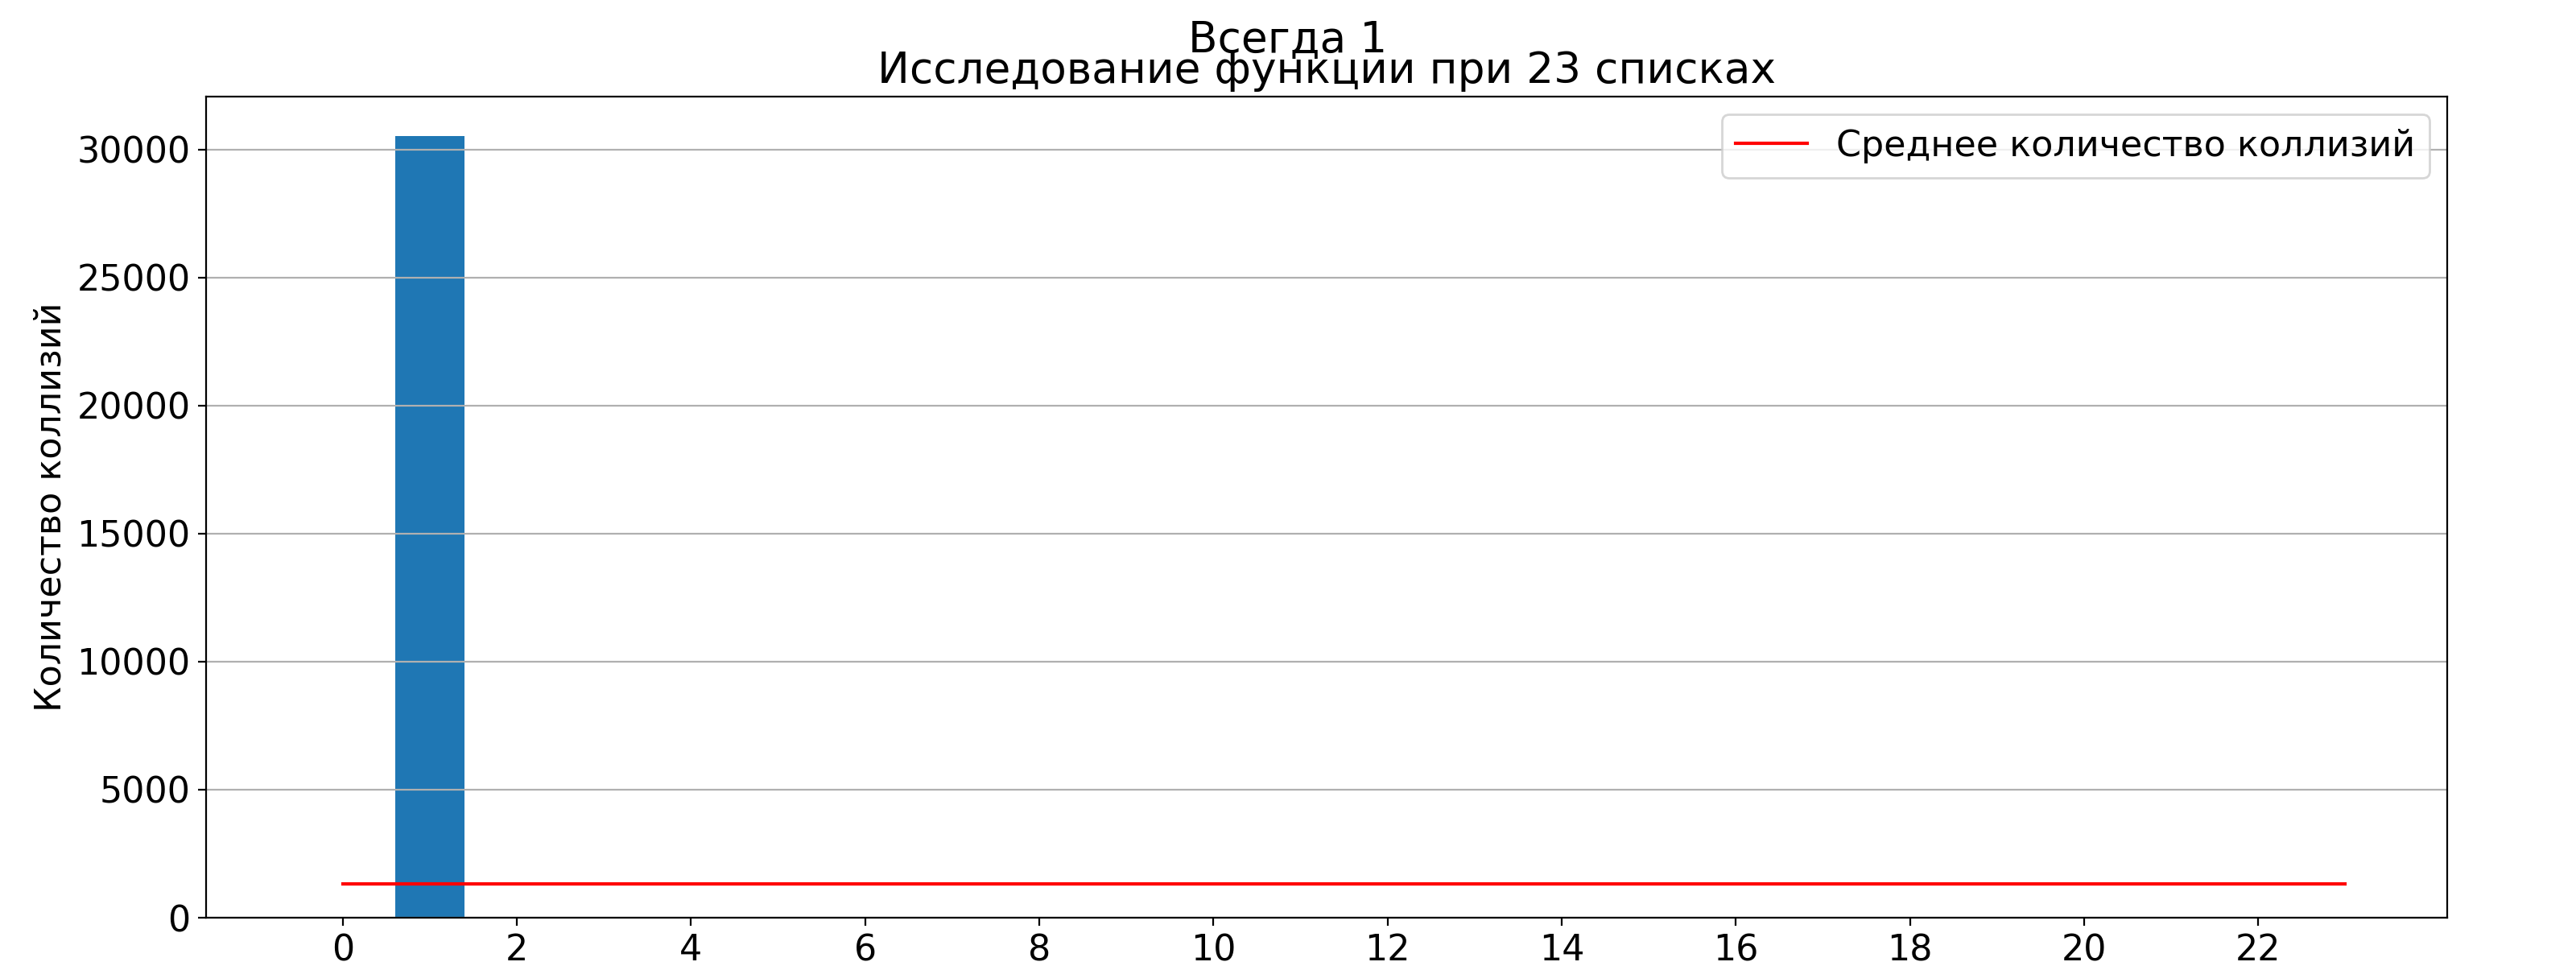 Всегда 1
Исследование функции при 23 списках
Среднее количество коллизий
Количество коллизий
30000
25000
20000
15000
10000
5000
0
0 2 4 6 8 10 12 14 16 18 20 22